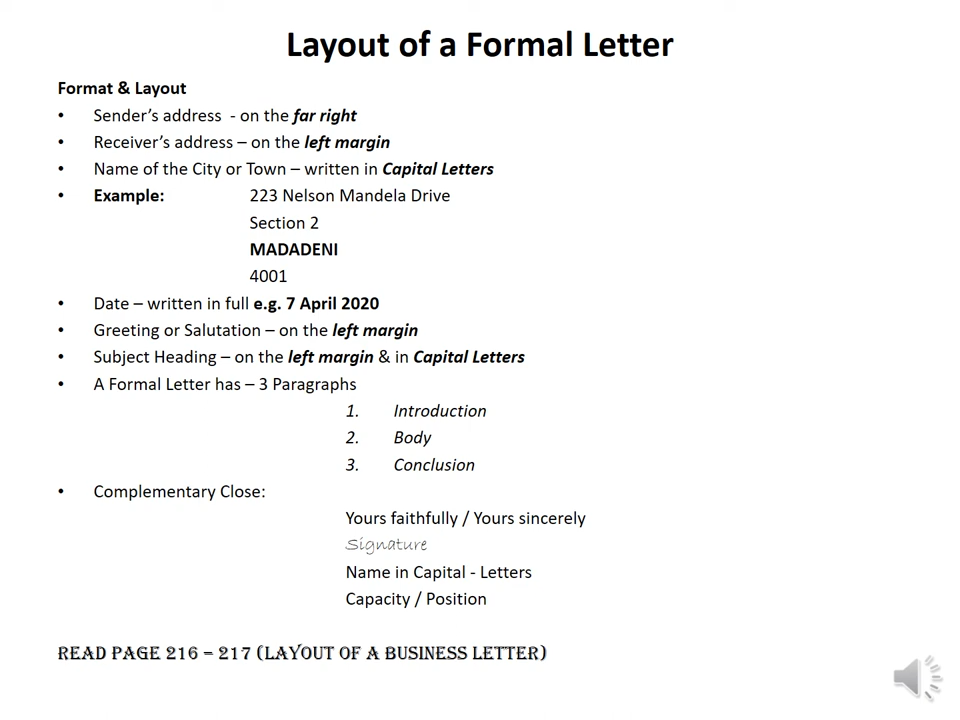 Layout of a Formal Letter
Format & Layout
• Sender's address - on the far right
• Receiver's address – on the left margin
• Name of the City or Town – written in Capital Letters
• Example: 223 Nelson Mandela Drive
Section 2
MADADENI
4001
• Date – written in full e.g. 7 April 2020
• Greeting or Salutation – on the left margin
• Subject Heading – on the left margin & in Capital Letters
• A Formal Letter has – 3 Paragraphs
1. Introduction
2. Body
3. Conclusion
• Complementary Close:
Yours faithfully / Yours sincerely
Signature
Name in Capital - Letters
Capacity / Position
READ PAGE 216 – 217 (LAYOUT OF A BUSINESS LETTER)